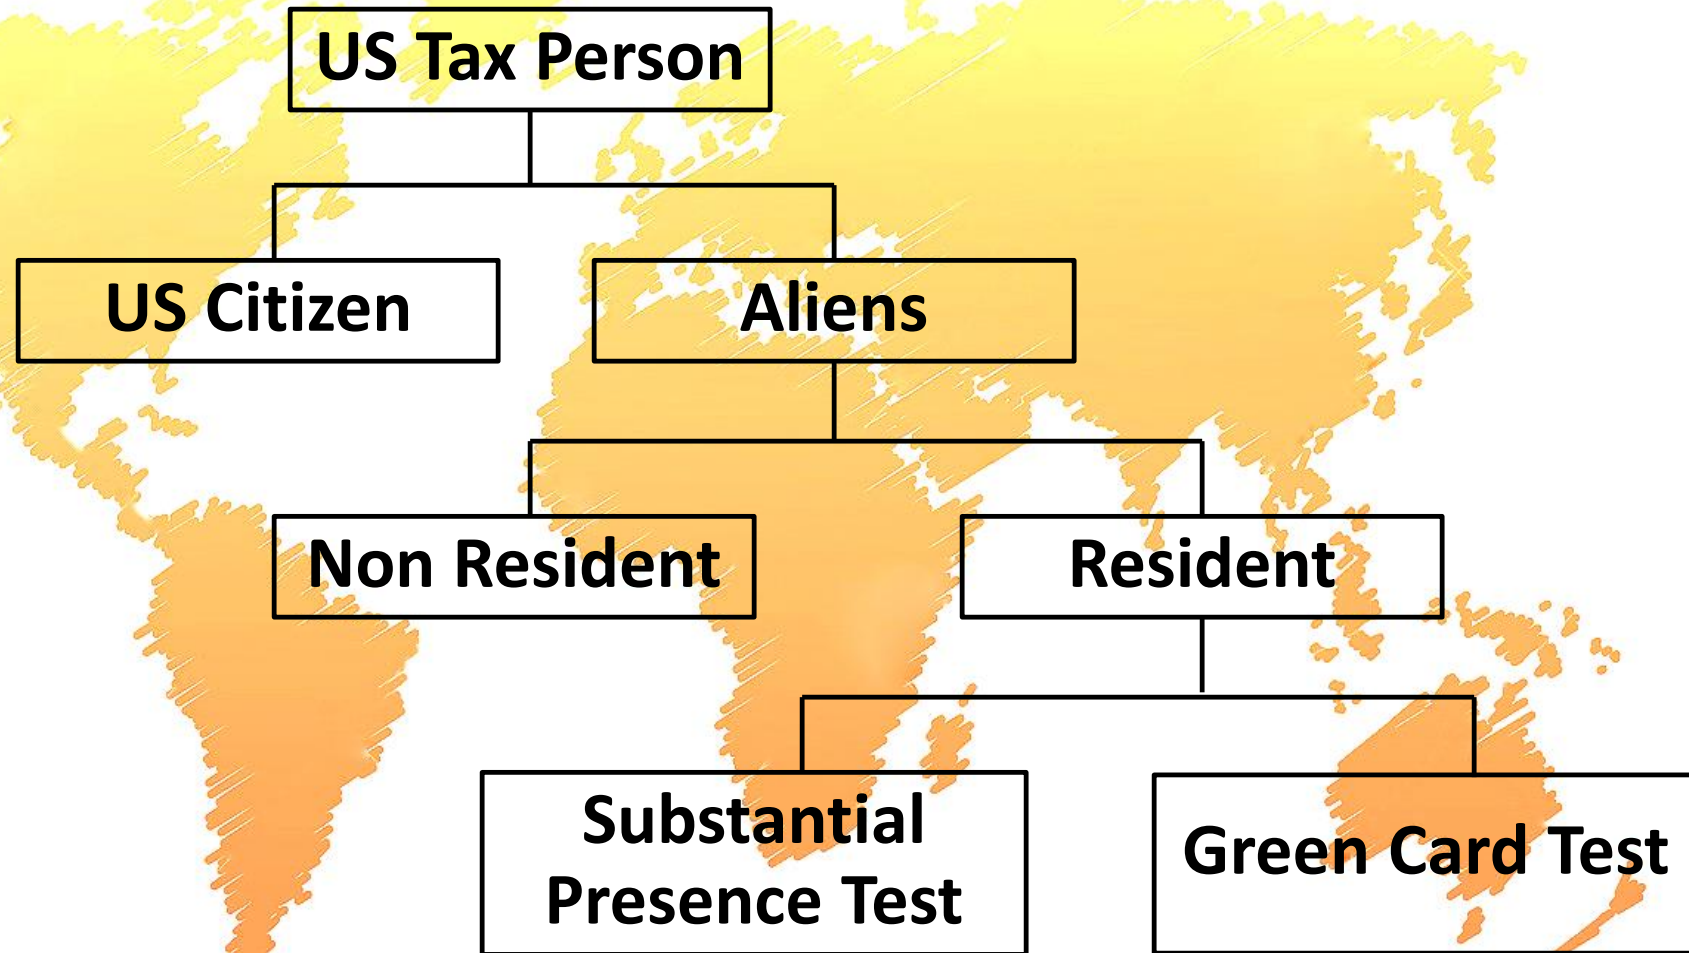 US Tax Person
US Citizen
Aliens
Non Resident
Resident
Substantial
Presence Test
Green Card Test